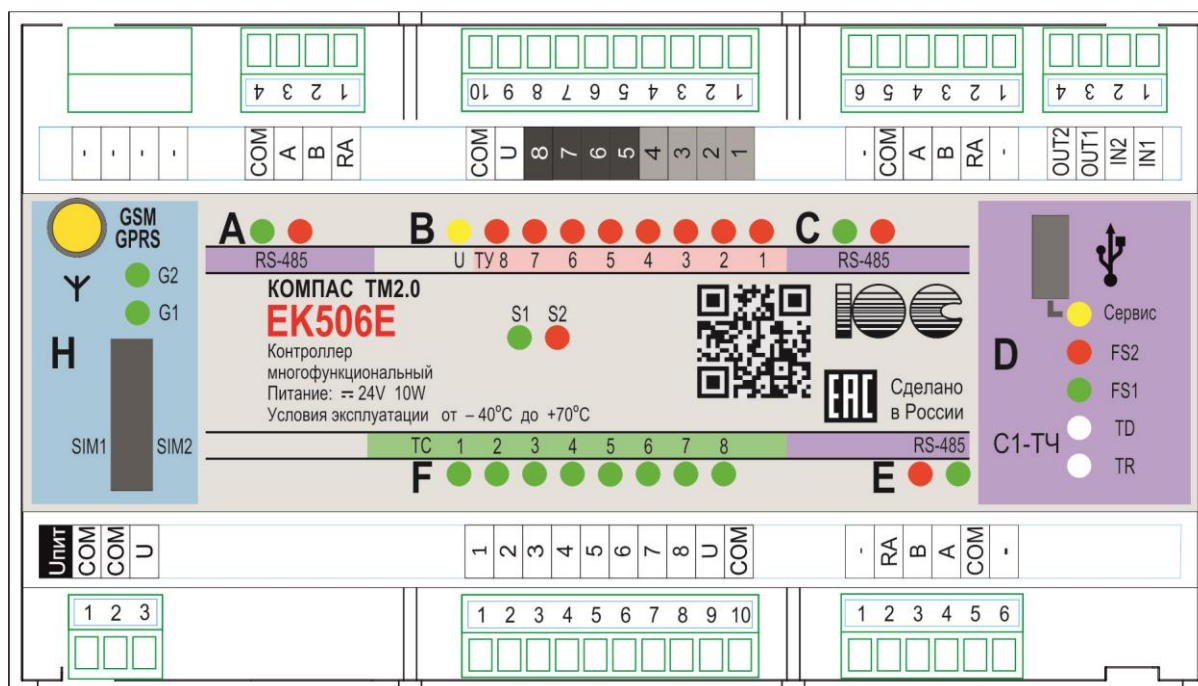 4 3 2 1
10 9 8 7 6 5 4 3 2 1
6 5 4 3 2 1
4 3 2 1
- - - -
COM A B RA
COM U 8 7 6 5 4 3 2 1
- COM A B RA -
OUT2 OUT1 IN2 IN1
GSM
GPRS
G2
G1
H
SIM1 SIM2
A
RS-485
B
U ТУ 8 7 6 5 4 3 2 1
C
RS-485
КОМПАС ТМ2.0
EK506E
Контроллер
многофункциональный
Питание: ⎓ 24V 10W
Условия эксплуатации от – 40°C до +70°C
S1 S2
ЮС
EAC
Сделано
в России
Сервис
D
FS2
FS1
С1-ТЧ
TD
TR
ТС 1 2 3 4 5 6 7 8
F
RS-485
E
Uпит COM COM U
1 2 3 4 5 6 7 8 U COM
- RA B A COM -
1 2 3
1 2 3 4 5 6 7 8 9 10
1 2 3 4 5 6